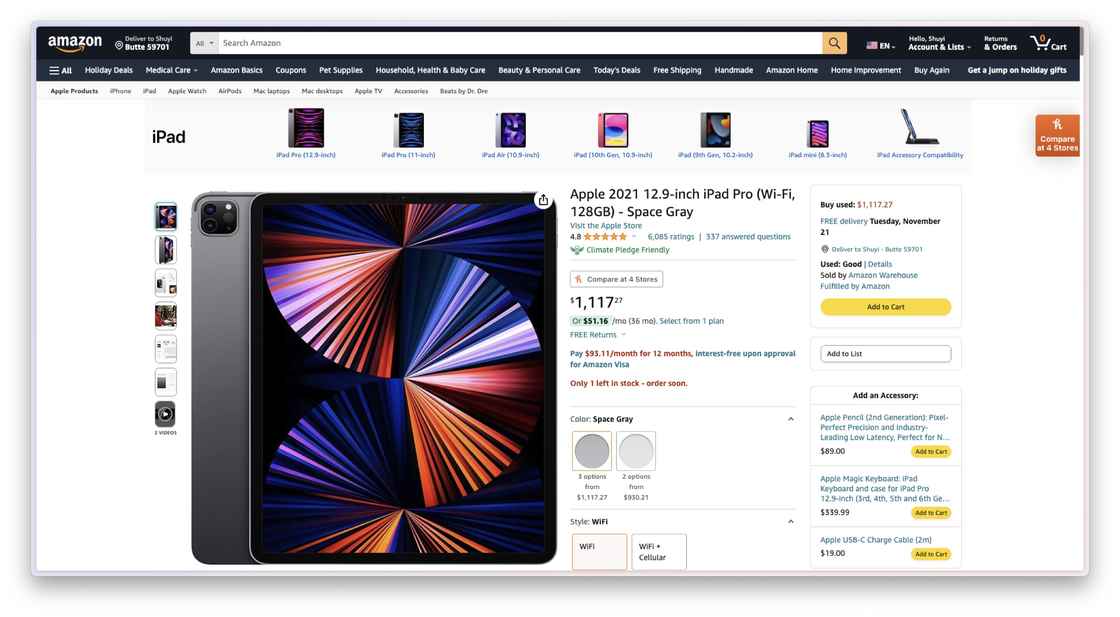 amazon
Deliver to Shuyi
Butte 59701
All
Search Amazon
EN
Hello, Shuyi
Account & Lists
Returns
& Orders
0
Cart
All
Holiday Deals
Medical Care
Amazon Basics
Coupons
Pet Supplies
Household, Health & Baby Care
Beauty & Personal Care
Today's Deals
Free Shipping
Handmade
Amazon Home
Home Improvement
Buy Again
Get a jump on holiday gifts
Apple Products
iPhone
iPad
Apple Watch
AirPods
Mac laptops
Mac desktops
Apple TV
Accessories
Beats by Dr. Dre
iPad
iPad Pro (12.9-inch)
iPad Pro (11-inch)
iPad Air (10.9-inch)
iPad (10th Gen, 10.9-inch)
iPad (9th Gen, 10.2-inch)
iPad mini (8.3-inch)
iPad Accessory Compatibility
Compare
at 4 Stores
2 VIDEOS
Apple 2021 12.9-inch iPad Pro (Wi-Fi,
128GB) - Space Gray
Visit the Apple Store
4.8
6,085 ratings | 337 answered questions
Climate Pledge Friendly
Compare at 4 Stores
$1,117.27
Or $51.16 /mo (36 mo). Select from 1 plan
FREE Returns
Pay $93.11/month for 12 months, interest-free upon approval
for Amazon Visa
Only 1 left in stock - order soon.
Color: Space Gray
3 options
from
$1,117.27
2 options
from
$930.21
Style: WiFi
WiFi
WiFi +
Cellular
Buy used: $1,117.27
FREE delivery Tuesday, November
21
Deliver to Shuyi - Butte 59701
Used: Good | Details
Sold by Amazon Warehouse
Fulfilled by Amazon
Add to Cart
Add to List
Add an Accessory:
Apple Pencil (2nd Generation): Pixel-
Perfect Precision and Industry-
Leading Low Latency, Perfect for N...
$89.00
Add to Cart
Apple Magic Keyboard: iPad
Keyboard and case for iPad Pro
12.9-inch (3rd, 4th, 5th and 6th Ge...
$339.99
Add to Cart
Apple USB-C Charge Cable (2m)
$19.00
Add to Cart